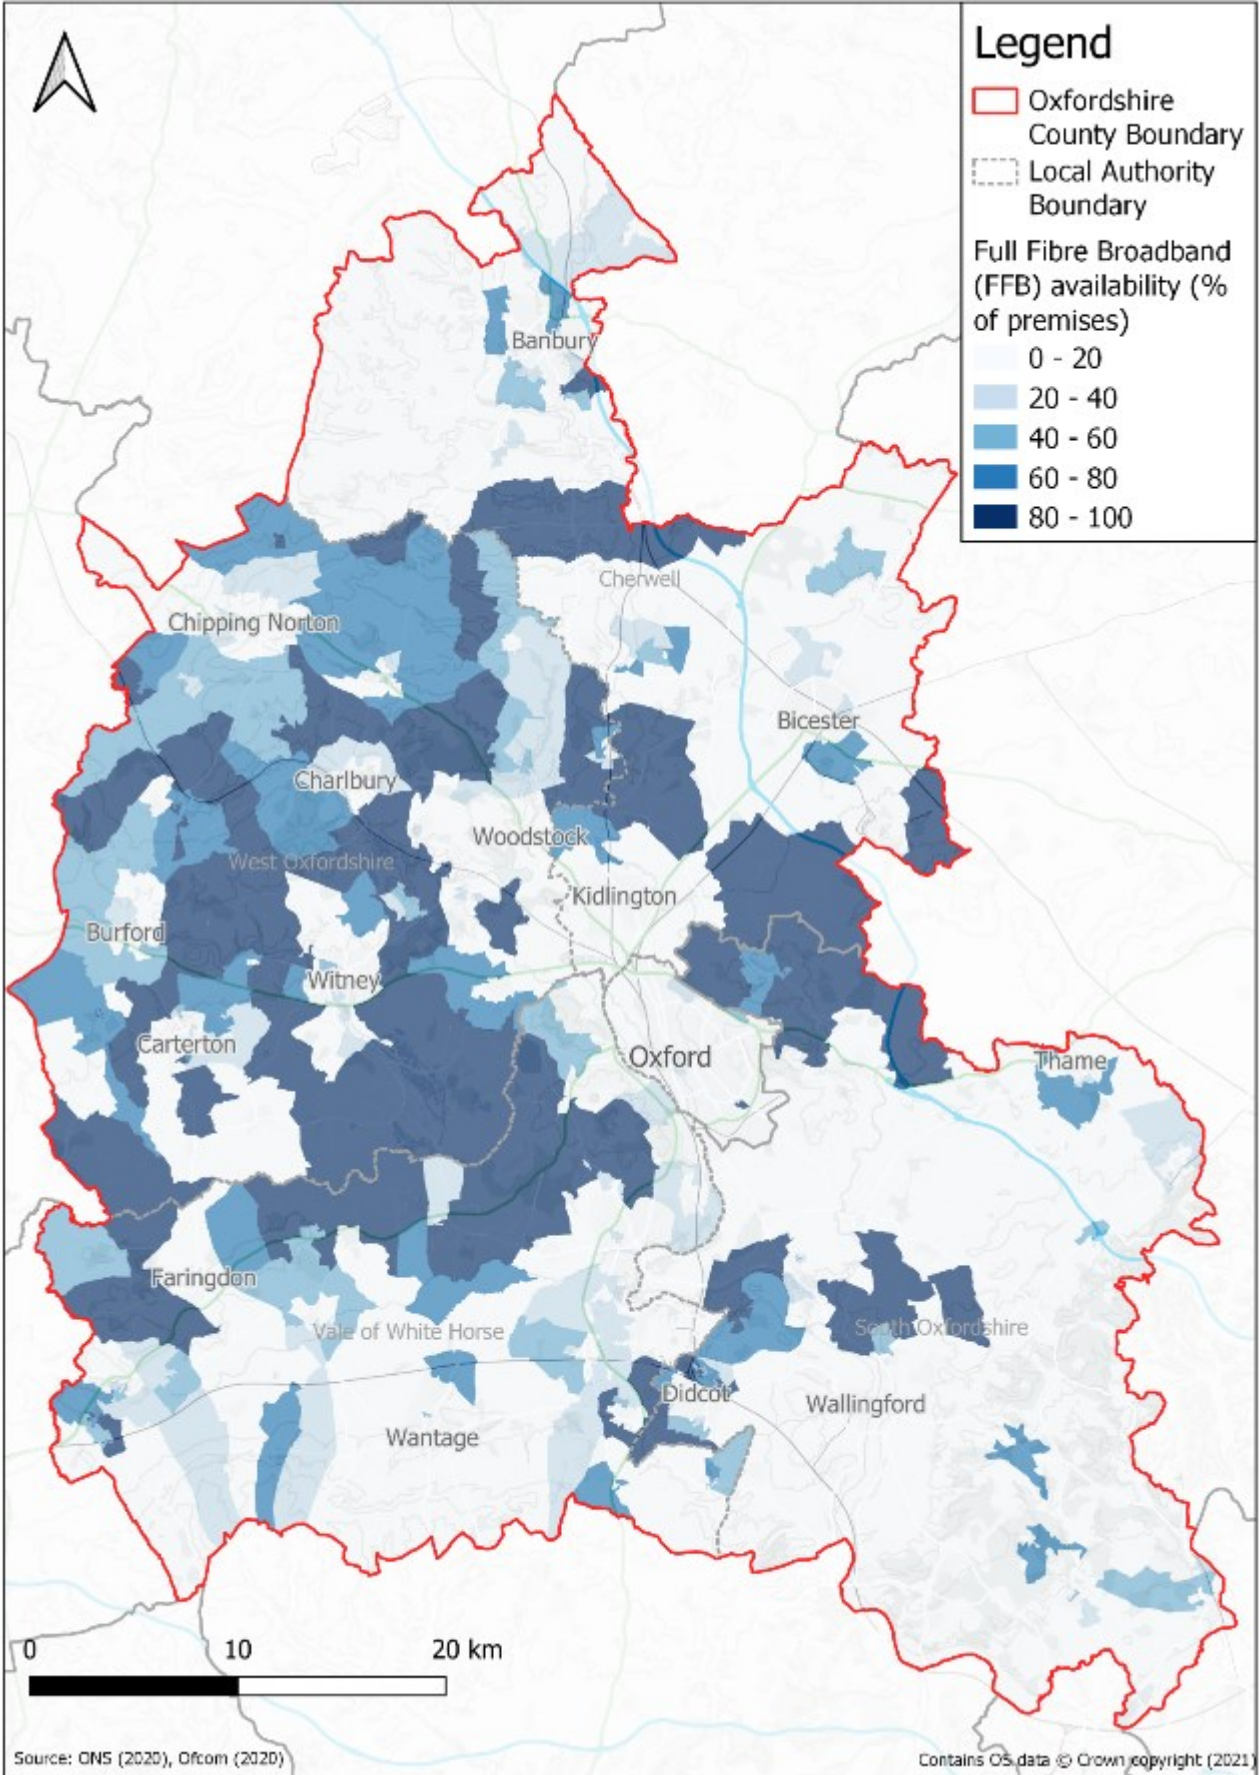 Legend
Oxfordshire
County Boundary
Local Authority
Boundary
Full Fibre Broadband
(FFB) availability (%
of premises)
0 - 20
20 - 40
40 - 60
60 - 80
80 - 100
Banbury
Cherwell
Chipping Norton
Bicester
Charlbury
Woodstock
West Oxfordshire
Kidlington
Burford
Witney
Carterton
Oxford
Thame
Faringdon
Vale of White Horse
South Oxfordshire
Didcot
Wallingford
Wantage
0 10 20 km
Source: ONS (2020), Ofcom (2020)
Contains OS data © Crown copyright (2021)